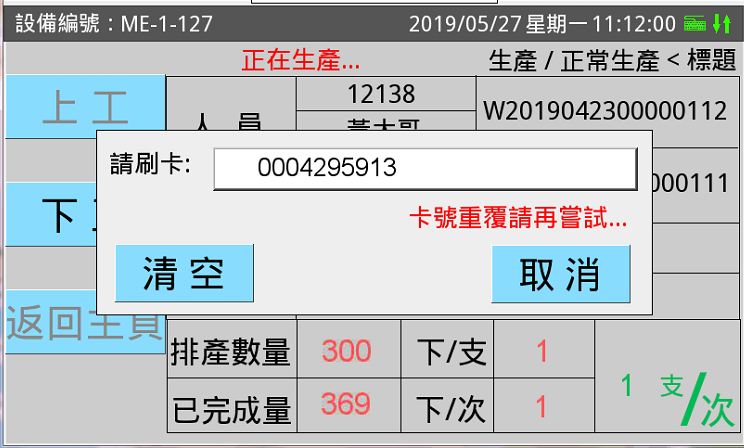 設備編號：ME-1-127 2019/05/27 星期一 11:12:00
正在生產... 生產 / 正常生產 < 標題
上 工
12138
人 員
W2019042300000112
黃大哥
請刷卡: 0004295913
000111
下
卡號重覆請再嘗試...
清 空 取 消
返回主頁
排產數量 300 下/支 1
已完成量 369 下/次 1
1 支/次